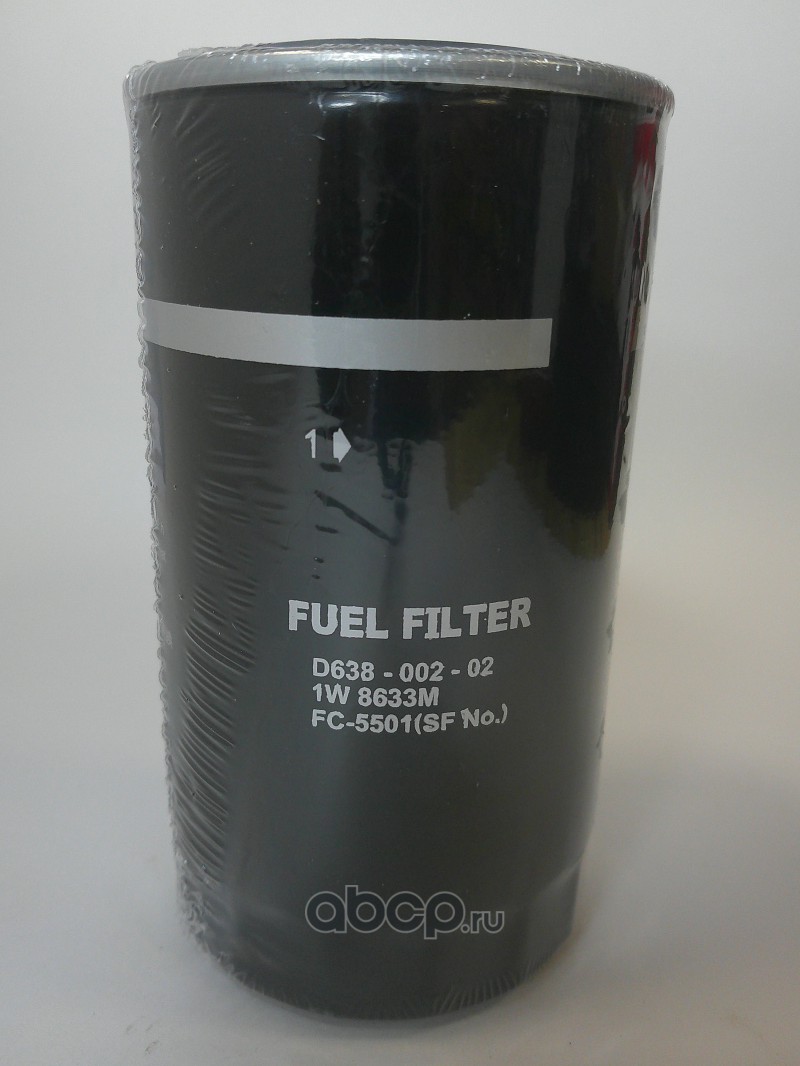 1
FUEL FILTER
D638 - 002 - 02
1W 8633M
FC-5501(SF No.)
abcp.ru